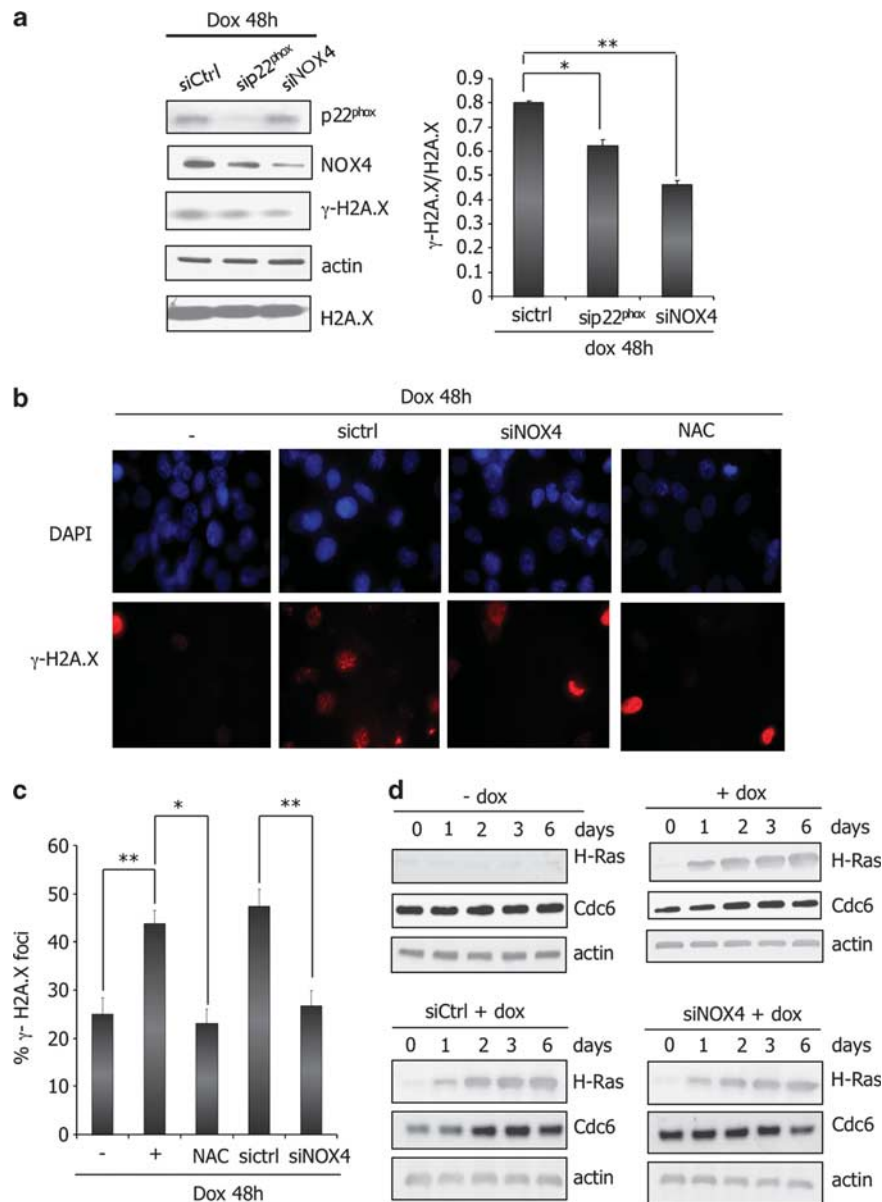 a
Dox 48h
siCtrl sip22phox siNOX4
p22phox
NOX4
γ-H2A.X
actin
H2A.X
γ-H2A.X/H2A.X
0.9
0.8
0.7
0.6
0.5
0.4
0.3
0.2
0.1
0
*
**
sictrl sip22phox siNOX4
dox 48h
b
Dox 48h
- sictrl siNOX4 NAC
DAPI
γ-H2A.X
c
% γ- H2A.X foci
60
50
40
30
20
10
0
** * **
- + NAC sictrl siNOX4
Dox 48h
d
- dox
0 1 2 3 6 days
H-Ras
Cdc6
actin
+ dox
0 1 2 3 6 days
H-Ras
Cdc6
actin
siCtrl + dox
0 1 2 3 6 days
H-Ras
Cdc6
actin
siNOX4 + dox
0 1 2 3 6 days
H-Ras
Cdc6
actin